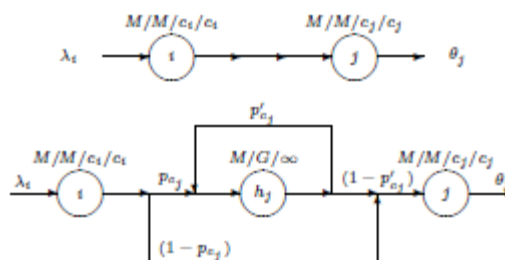 M/M/c_i/c_i M/M/c_j/c_j
λ_i i j θ_j
p'_{c_j}
M/M/c_i/c_i M/G/∞ M/M/c_j/c_j
λ_i i p_{c_j} h_j (1 - p'_{c_j}) j θ
(1 - p_{c_j})